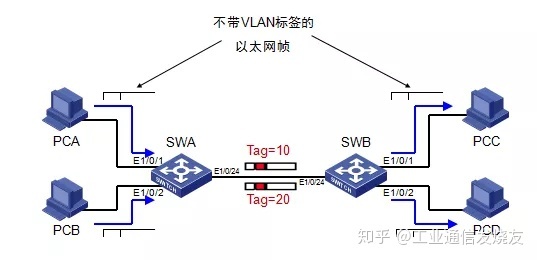 不带VLAN标签的
以太网帧
PCA
SWA
Tag=10
SWB
PCC
E1/0/1
E1/0/24
E1/0/24
E1/0/1
E1/0/2
SWITCH
Tag=20
SWITCH
E1/0/2
PCB
PCD
知乎 @工业通信发烧友